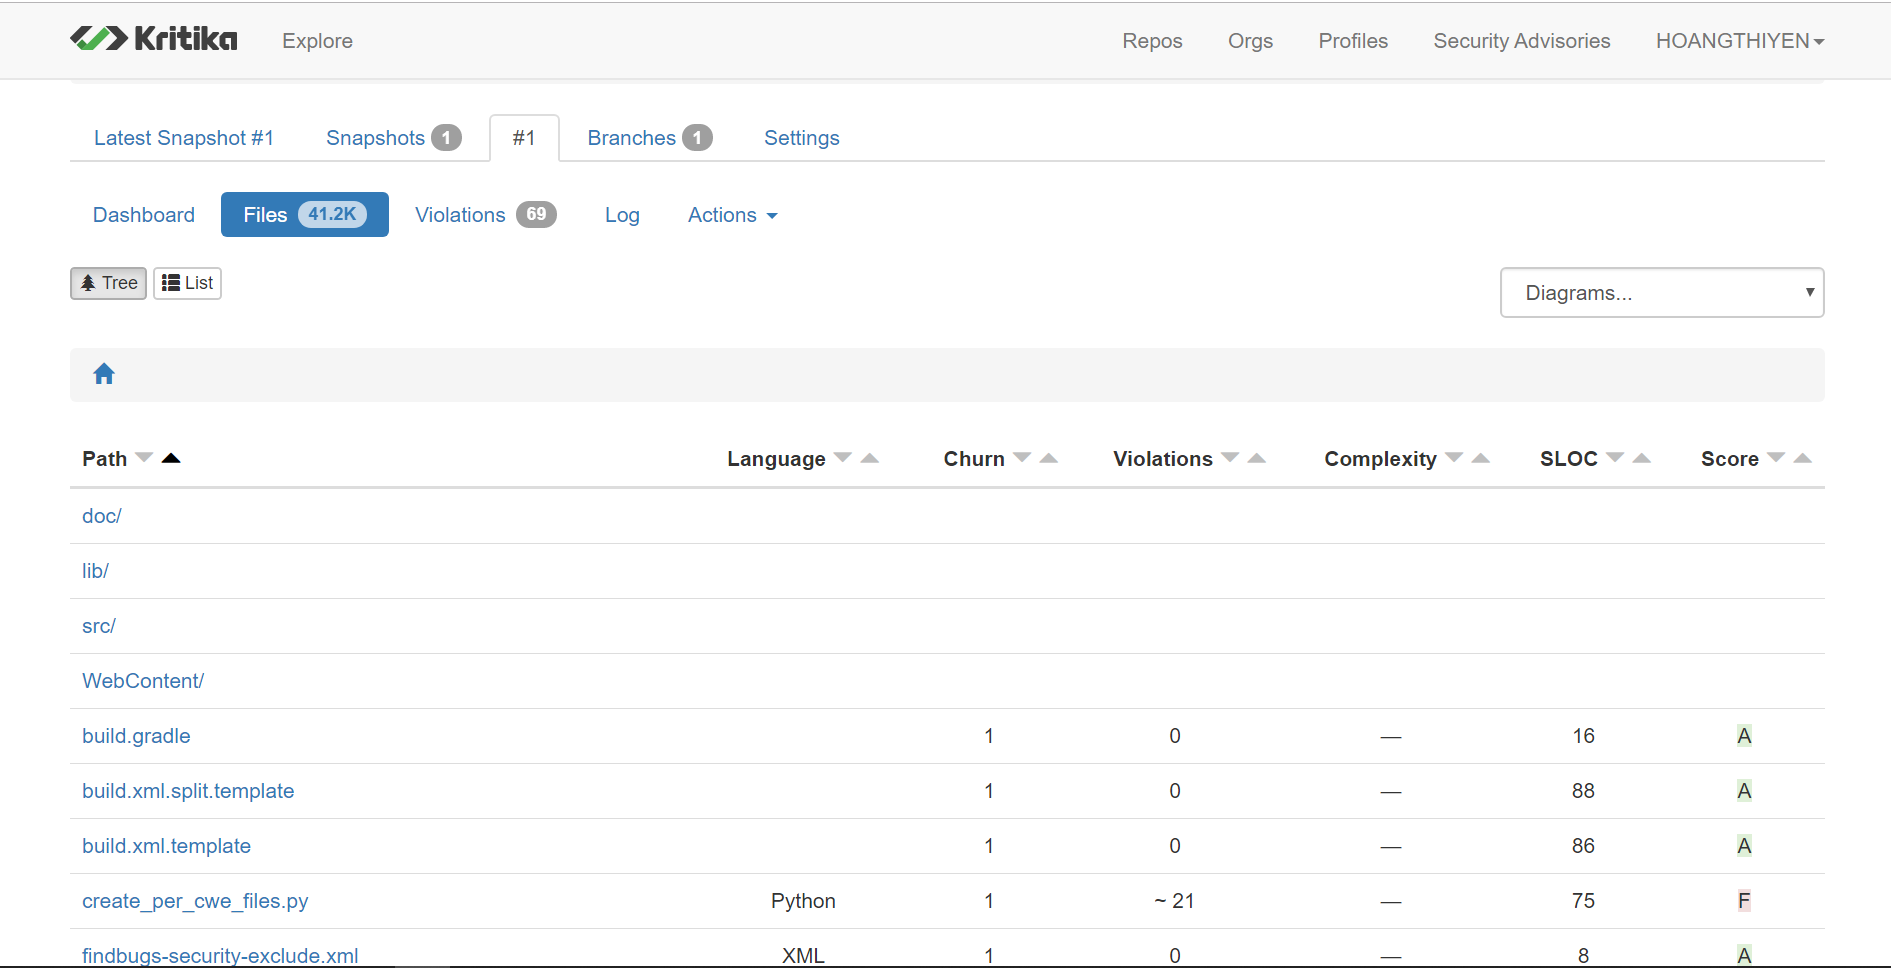 Kritika Explore Repos Orgs Profiles Security Advisories HOANGTHIYEN
Latest Snapshot #1 Snapshots 1 #1 Branches 1 Settings
Dashboard Files 41.2K Violations 69 Log Actions
Tree List Diagrams...
Path Language Churn Violations Complexity SLOC Score
doc/
lib/
src/
WebContent/
build.gradle 1 0 — 16 A
build.xml.split.template 1 0 — 88 A
build.xml.template 1 0 — 86 A
create_per_cwe_files.py Python 1 ~ 21 — 75 F
findbugs-security-exclude.xml XML 1 0 — 8 A